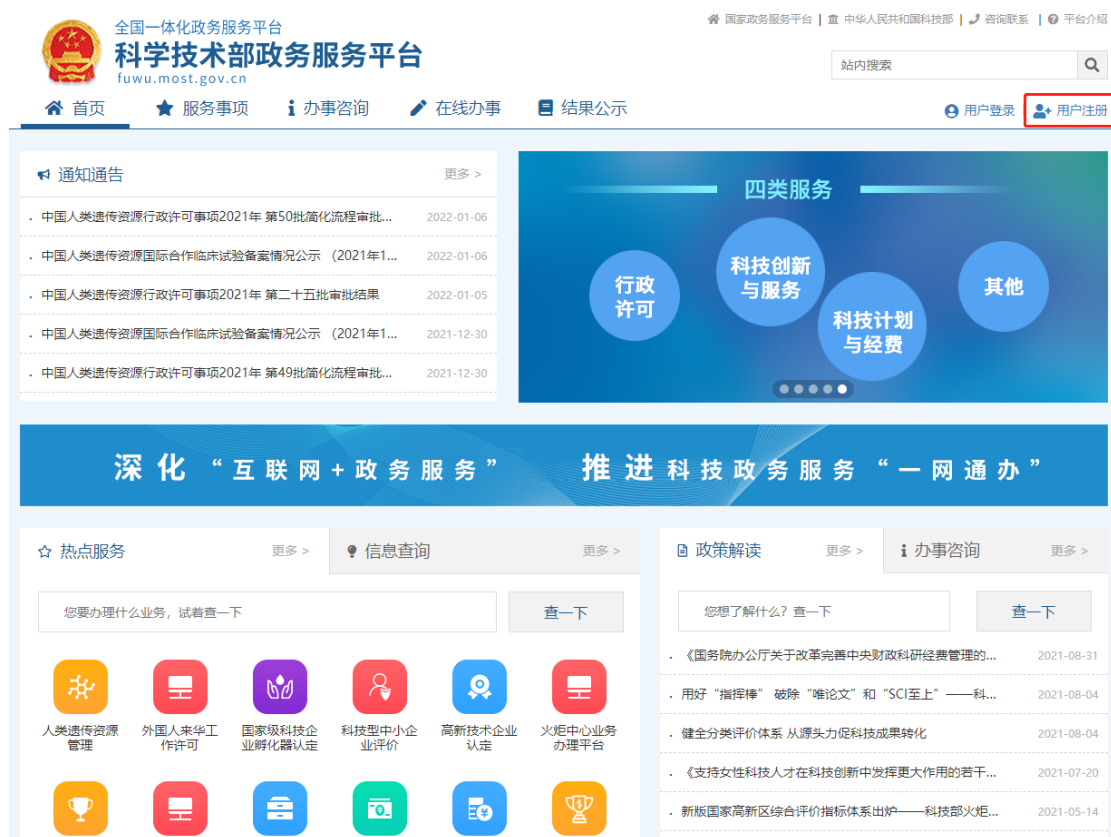 国家政务服务平台 | 中华人民共和国科技部 | 咨询联系 | 平台介绍
全国一体化政务服务平台
科学技术部政务服务平台
fuwu.most.gov.cn
站内搜索
首页 服务事项 办事咨询 在线办事 结果公示
用户登录 用户注册
通知通告 更多 >
· 中国人类遗传资源行政许可事项2021年 第50批简化流程审批... 2022-01-06
· 中国人类遗传资源国际合作临床试验备案情况公示 （2021年1... 2022-01-06
· 中国人类遗传资源行政许可事项2021年 第二十五批审批结果 2022-01-05
· 中国人类遗传资源国际合作临床试验备案情况公示 （2021年1... 2021-12-30
· 中国人类遗传资源行政许可事项2021年 第49批简化流程审批... 2021-12-30
四类服务
行政
许可
科技创新
与服务
科技计划
与经费
其他
深化 “互联网+政务服务” 推进科技政务服务 “一网通办”
热点服务 更多 >
信息查询 更多 >
您要办理什么业务，试着查一下 查一下
人类遗传资源
管理
外国人来华工
作许可
国家级科技企
业孵化器认定
科技型中小企
业评价
高新技术企业
认定
火炬中心业务
办理平台
政策解读 更多 >
办事咨询 更多 >
您想了解什么? 查一下 查一下
· 《国务院办公厅关于改革完善中央财政科研经费管理的... 2021-08-31
· 用好“指挥棒” 破除“唯论文”和“SCI至上”——科... 2021-08-04
· 健全分类评价体系 从源头力促科技成果转化 2021-08-04
· 《支持女性科技人才在科技创新中发挥更大作用的若干... 2021-07-20
· 新版国家高新区综合评价指标体系出炉——科技部火炬... 2021-05-14